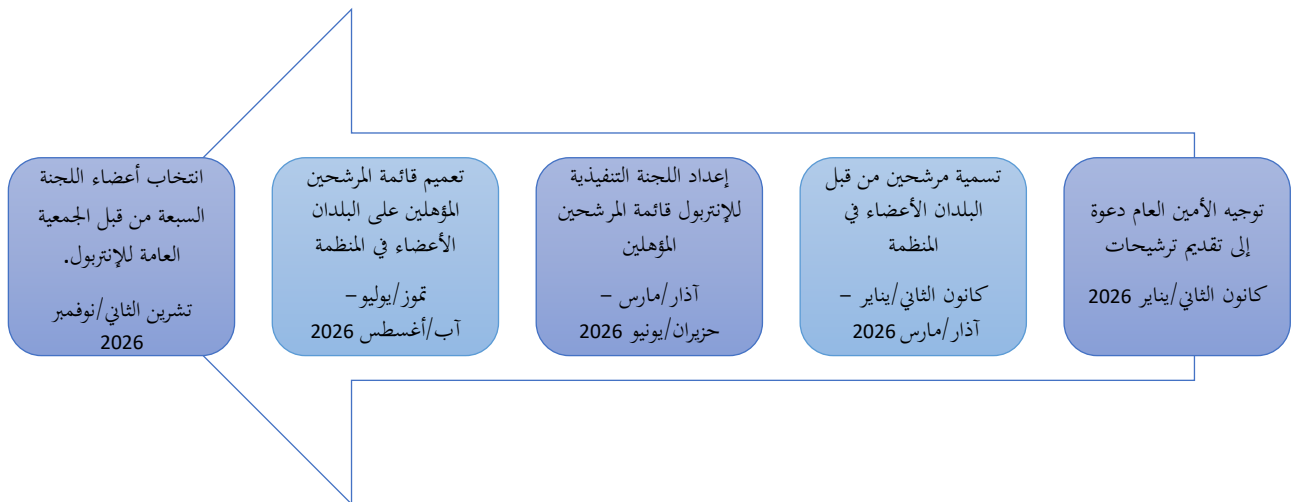 توجيه الأمين العام دعوة
إلى تقديم ترشيحات
كانون الثاني/يناير 2026
تسمية مرشحين من قبل
البلدان الأعضاء في
المنظمة
كانون الثاني/يناير –
آذار/مارس 2026
إعداد اللجنة التنفيذية
للإنتربول قائمة المرشحين
المؤهلين
آذار/مارس –
حزيران/يونيو 2026
تعميم قائمة المرشحين
المؤهلين على البلدان
الأعضاء في المنظمة
تموز/يوليو –
آب/أغسطس 2026
انتخاب أعضاء اللجنة
السبعة من قبل الجمعية
العامة للإنتربول.
تشرين الثاني/نوفمبر
2026